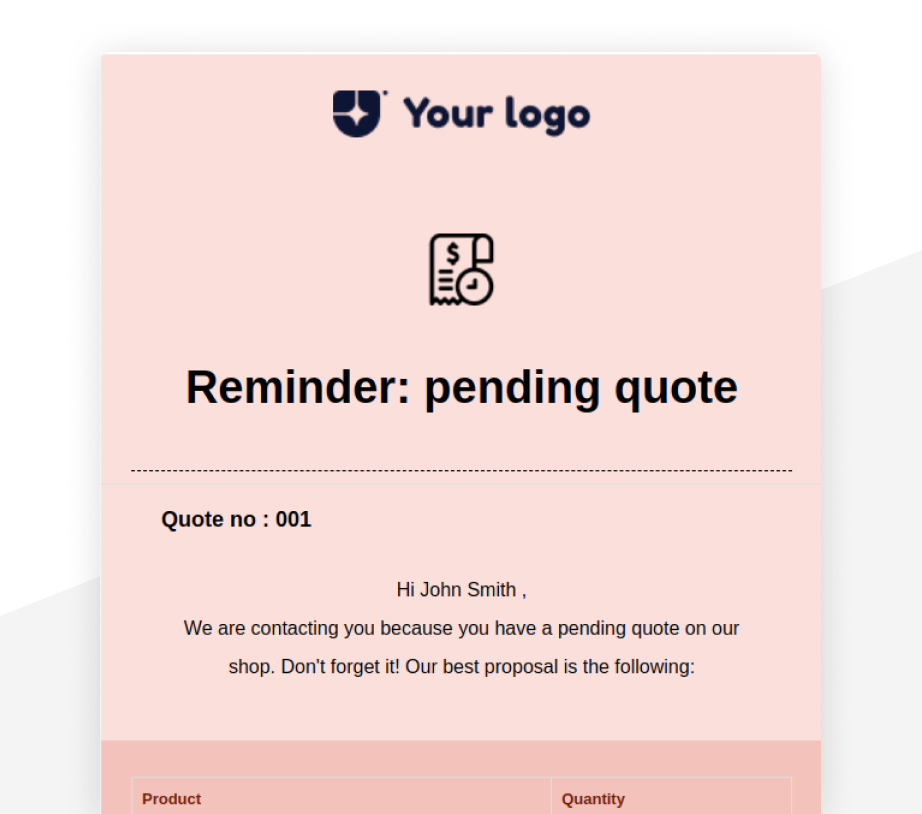 Your logo
$
Reminder: pending quote
Quote no : 001
Hi John Smith ,
We are contacting you because you have a pending quote on our
shop. Don't forget it! Our best proposal is the following:
Product Quantity